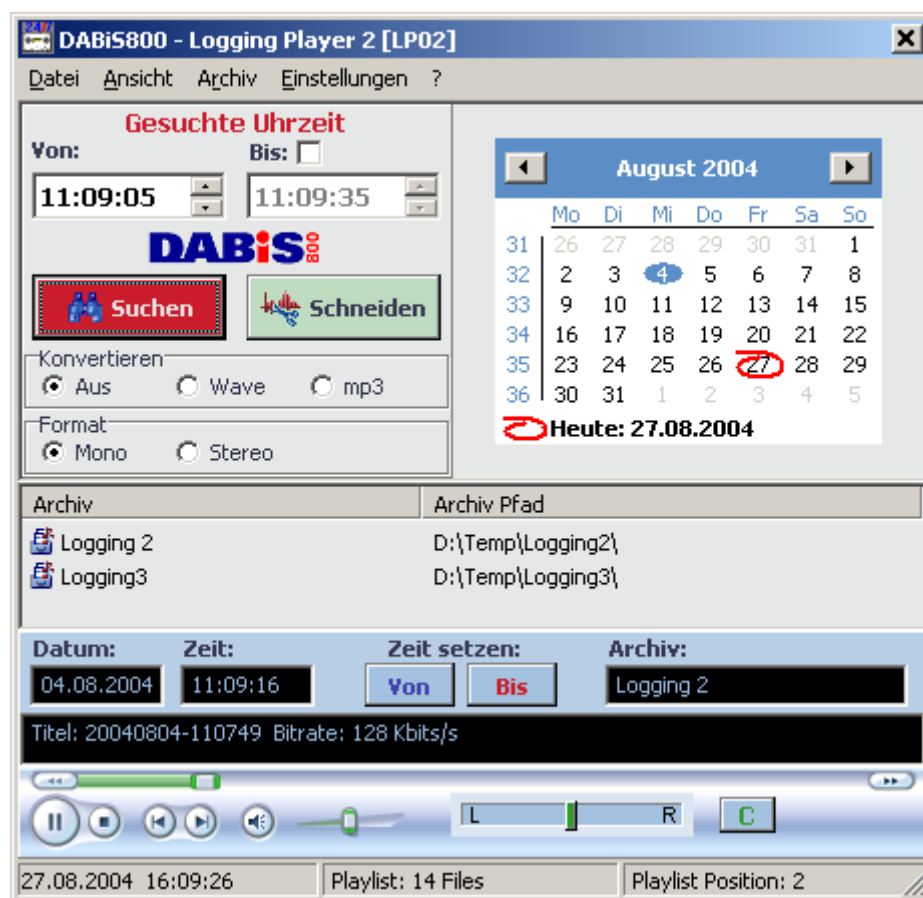 DABiS800 - Logging Player 2 [LP02]
Datei Ansicht Archiv Einstellungen ?
Gesuchte Uhrzeit
Von: Bis:
11:09:05 11:09:35
DABiS 800
Suchen Schneiden
Konvertieren
Aus Wave mp3
Format
Mono Stereo
August 2004
Mo Di Mi Do Fr Sa So
31 26 27 28 29 30 31 1
32 2 3 4 5 6 7 8
33 9 10 11 12 13 14 15
34 16 17 18 19 20 21 22
35 23 24 25 26 27 28 29
36 30 31 1 2 3 4 5
Heute: 27.08.2004
Archiv Archiv Pfad
Logging 2 D:\Temp\Logging2\
Logging3 D:\Temp\Logging3\
Datum: Zeit: Zeit setzen: Archiv:
04.08.2004 11:09:16 Von Bis Logging 2
Titel: 20040804-110749 Bitrate: 128 Kbits/s
L R C
27.08.2004 16:09:26 Playlist: 14 Files Playlist Position: 2